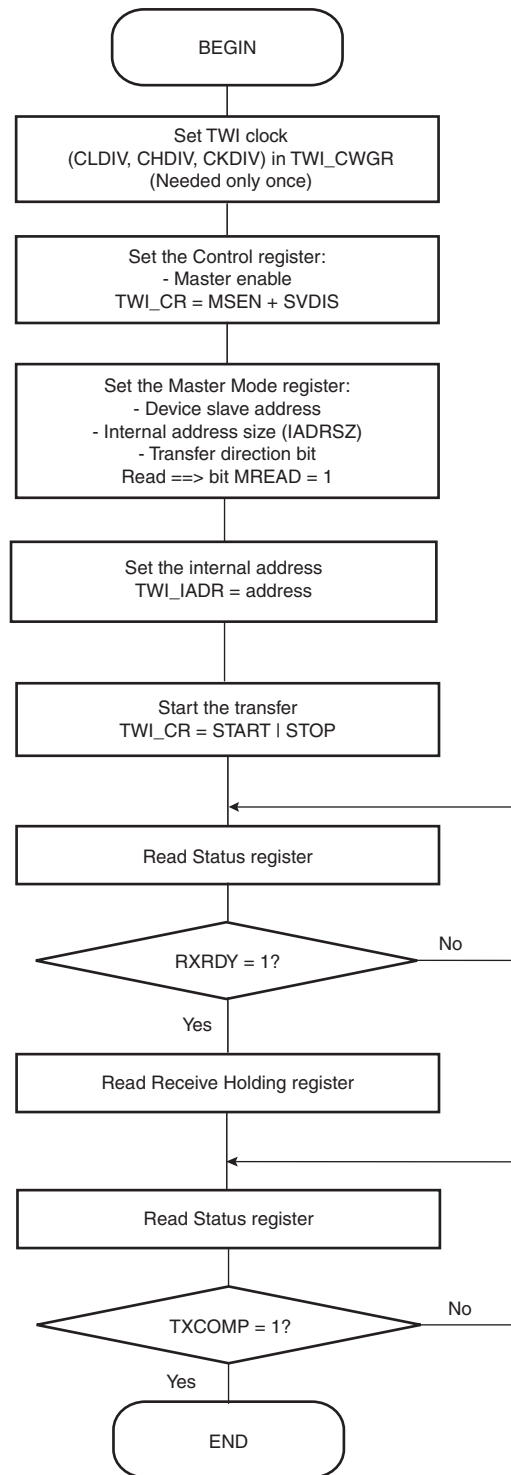 BEGIN
Set TWI clock
(CLDIV, CHDIV, CKDIV) in TWI_CWGR
(Needed only once)
Set the Control register:
- Master enable
TWI_CR = MSEN + SVDIS
Set the Master Mode register:
- Device slave address
- Internal address size (IADRSZ)
- Transfer direction bit
Read ==> bit MREAD = 1
Set the internal address
TWI_IADR = address
Start the transfer
TWI_CR = START | STOP
Read Status register
RXRDY = 1?
No
Yes
Read Receive Holding register
Read Status register
TXCOMP = 1?
No
Yes
END